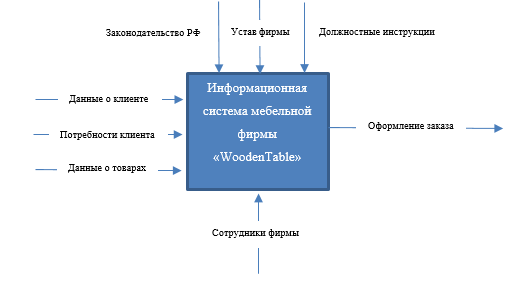 Законодательство РФ
Устав фирмы
Должностные инструкции
Информационная
система мебельной
фирмы
«WoodenTable»
Данные о клиенте
Потребности клиента
Данные о товарах
Оформление заказа
Сотрудники фирмы